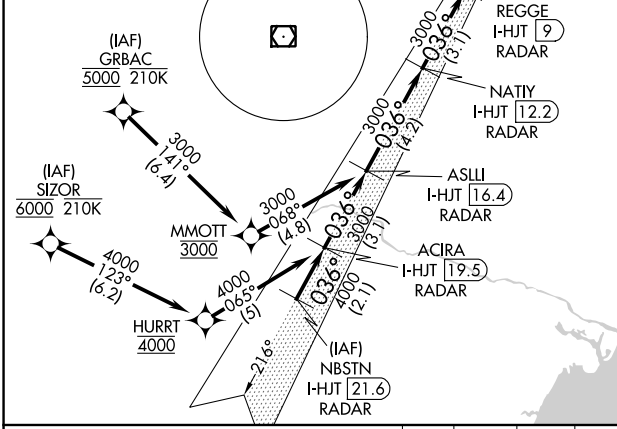 REGGE
I-HJT 9
RADAR
3000
036°
(3.1)
NATIY
I-HJT 12.2
RADAR
3000
036°
(4.2)
(IAF)
GRBAC
5000 210K
3000
141°
(6.4)
(IAF)
SIZOR
6000 210K
4000
123°
(6.2)
MMOTT
3000
3000
068°
(4.8)
ASLLI
I-HJT 16.4
RADAR
036°
3000
(3.1)
ACIRA
I-HJT 19.5
RADAR
HURRT
4000
4000
065°
(5)
036°
4000
(2.1)
216°
(IAF)
NBSTN
I-HJT 21.6
RADAR